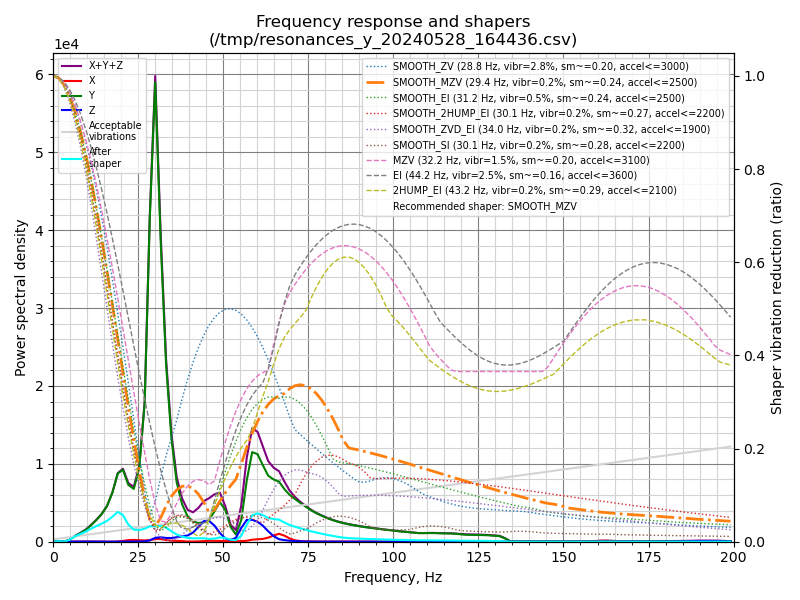 Frequency response and shapers
(/tmp/resonances_y_20240528_164436.csv)
1e4
X+Y+Z
X
Y
Z
Acceptable
vibrations
After
shaper
SMOOTH_ZV (28.8 Hz, vibr=2.8%, sm~=0.20, accel<=3000)
SMOOTH_MZV (29.4 Hz, vibr=0.2%, sm~=0.24, accel<=2500)
SMOOTH_EI (31.2 Hz, vibr=0.5%, sm~=0.24, accel<=2500)
SMOOTH_2HUMP_EI (30.1 Hz, vibr=0.2%, sm~=0.27, accel<=2200)
SMOOTH_ZVD_EI (34.0 Hz, vibr=0.2%, sm~=0.32, accel<=1900)
SMOOTH_SI (30.1 Hz, vibr=0.2%, sm~=0.28, accel<=2200)
MZV (32.2 Hz, vibr=1.5%, sm~=0.20, accel<=3100)
EI (44.2 Hz, vibr=2.5%, sm~=0.16, accel<=3600)
2HUMP_EI (43.2 Hz, vibr=0.2%, sm~=0.29, accel<=2100)
Recommended shaper: SMOOTH_MZV
Power spectral density
6
5
4
3
2
1
0
0
25
50
75
100
125
150
175
200
Frequency, Hz
1.0
0.8
0.6
0.4
0.2
0.0
Shaper vibration reduction (ratio)